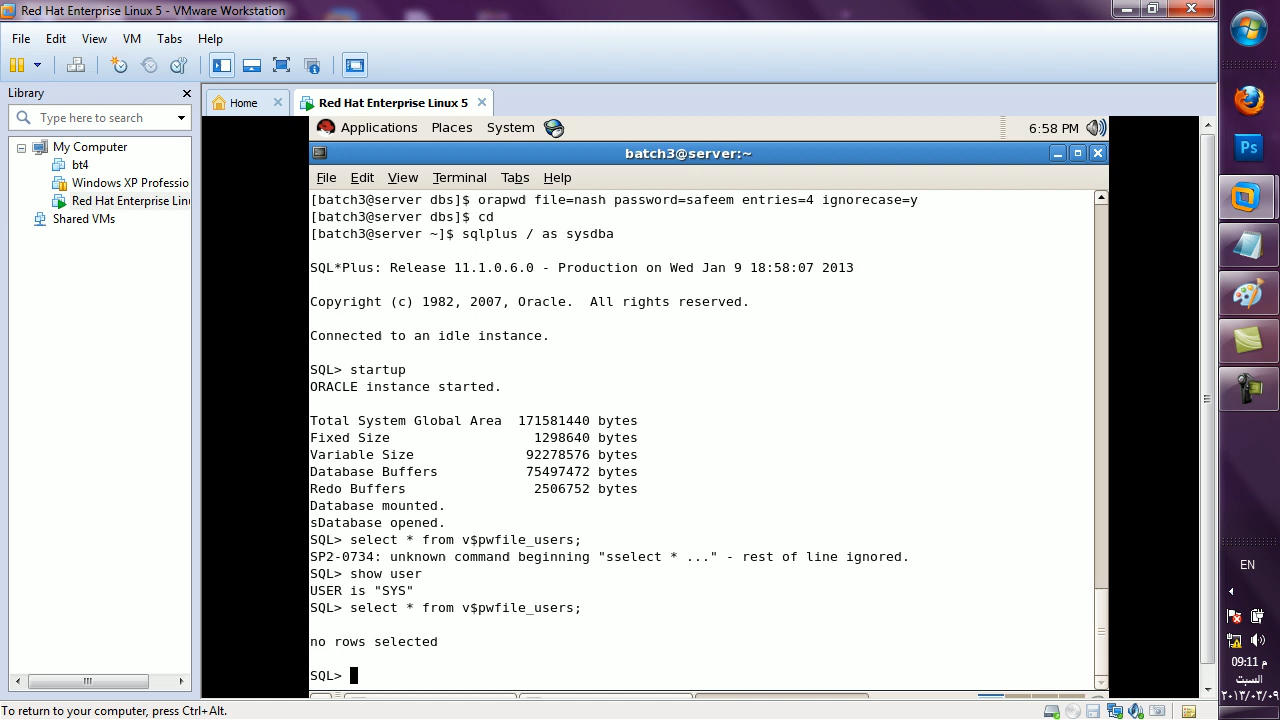 Red Hat Enterprise Linux 5 - VMware Workstation
File Edit View VM Tabs Help
Library
Type here to search
My Computer
bt4
Windows XP Professio
Red Hat Enterprise Linu
Shared VMs
Home
Red Hat Enterprise Linux 5
Applications Places System
6:58 PM
batch3@server:~
File Edit View Terminal Tabs Help
[batch3@server dbs]$ orapwd file=nash password=safeem entries=4 ignorecase=y
[batch3@server dbs]$ cd
[batch3@server ~]$ sqlplus / as sysdba
SQL*Plus: Release 11.1.0.6.0 - Production on Wed Jan 9 18:58:07 2013
Copyright (c) 1982, 2007, Oracle.  All rights reserved.
Connected to an idle instance.
SQL> startup
ORACLE instance started.
Total System Global Area  171581440 bytes
Fixed Size                  1298640 bytes
Variable Size              92278576 bytes
Database Buffers           75497472 bytes
Redo Buffers                2506752 bytes
Database mounted.
sDatabase opened.
SQL> select * from v$pwfile_users;
SP2-0734: unknown command beginning "sselect * ..." - rest of line ignored.
SQL> show user
USER is "SYS"
SQL> select * from v$pwfile_users;
no rows selected
SQL>
To return to your computer, press Ctrl+Alt.
Ps
EN
09:11 م
السبت
٢٠١٣/٠٣/٠٩